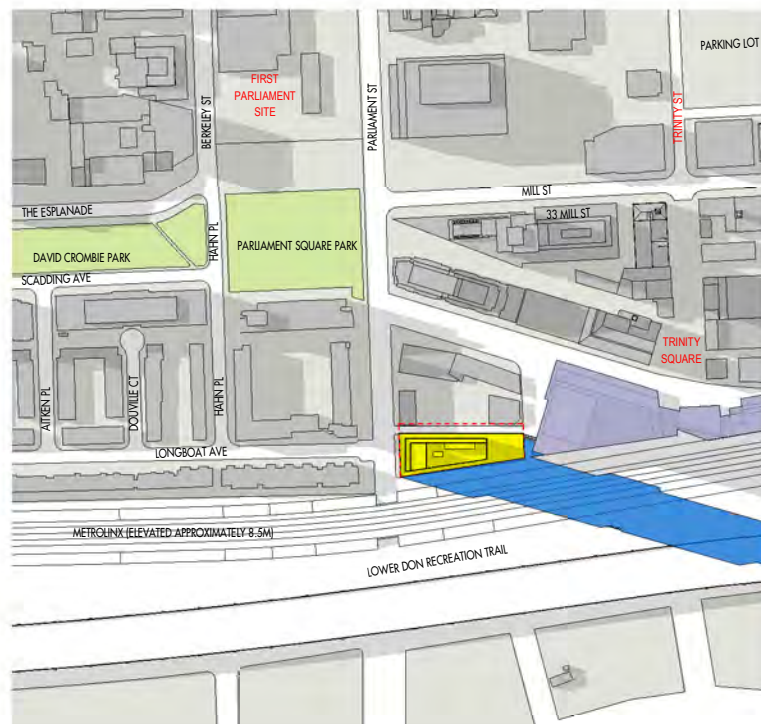 PARKING LOT
FIRST
PARLIAMENT
SITE
BERKELEY ST
PARLIAMENT ST
TRINITY ST
MILL ST
THE ESPLANADE
33 MILL ST
HAHN PL
PARLIAMENT SQUARE PARK
DAVID CROMBIE PARK
SCADDING AVE
TRINITY
SQUARE
AITKEN PL
DOUVILLE CT
HAHN PL
LONGBOAT AVE
METROLINX (ELEVATED APPROXIMATELY 8.5M)
LOWER DON RECREATION TRAIL